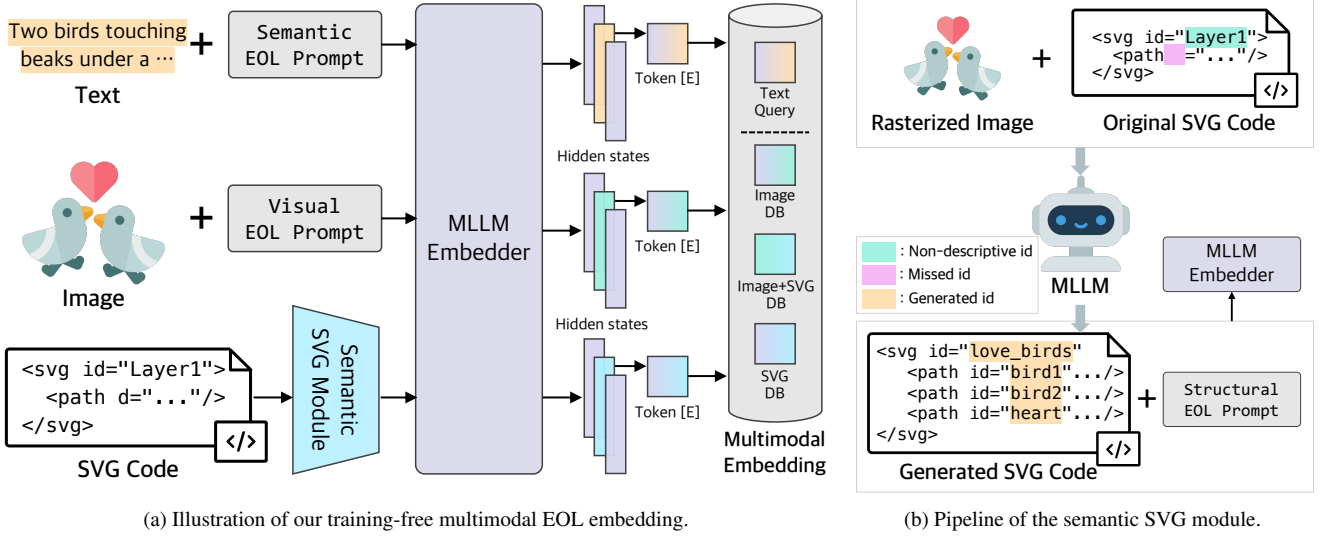 Two birds touching
beaks under a ⋯
Text
+
Semantic
EOL Prompt
Image
+
Visual
EOL Prompt
<svg id="Layer1">
<path d="..."/>
</svg>
</>
SVG Code
Semantic
SVG Module
MLLM
Embedder
Token [E]
Hidden states
Token [E]
Hidden states
Token [E]
Text
Query
Image
DB
Image+SVG
DB
SVG
DB
Multimodal
Embedding
(a) Illustration of our training-free multimodal EOL embedding.
Rasterized Image
+
<svg id="Layer1">
<path ="..."/>
</svg>
</>
Original SVG Code
MLLM
: Non-descriptive id
: Missed id
: Generated id
MLLM
Embedder
<svg id="love_birds"
<path id="bird1".../>
<path id="bird2".../>
<path id="heart".../>
</svg>
</>
Generated SVG Code
+
Structural
EOL Prompt
(b) Pipeline of the semantic SVG module.